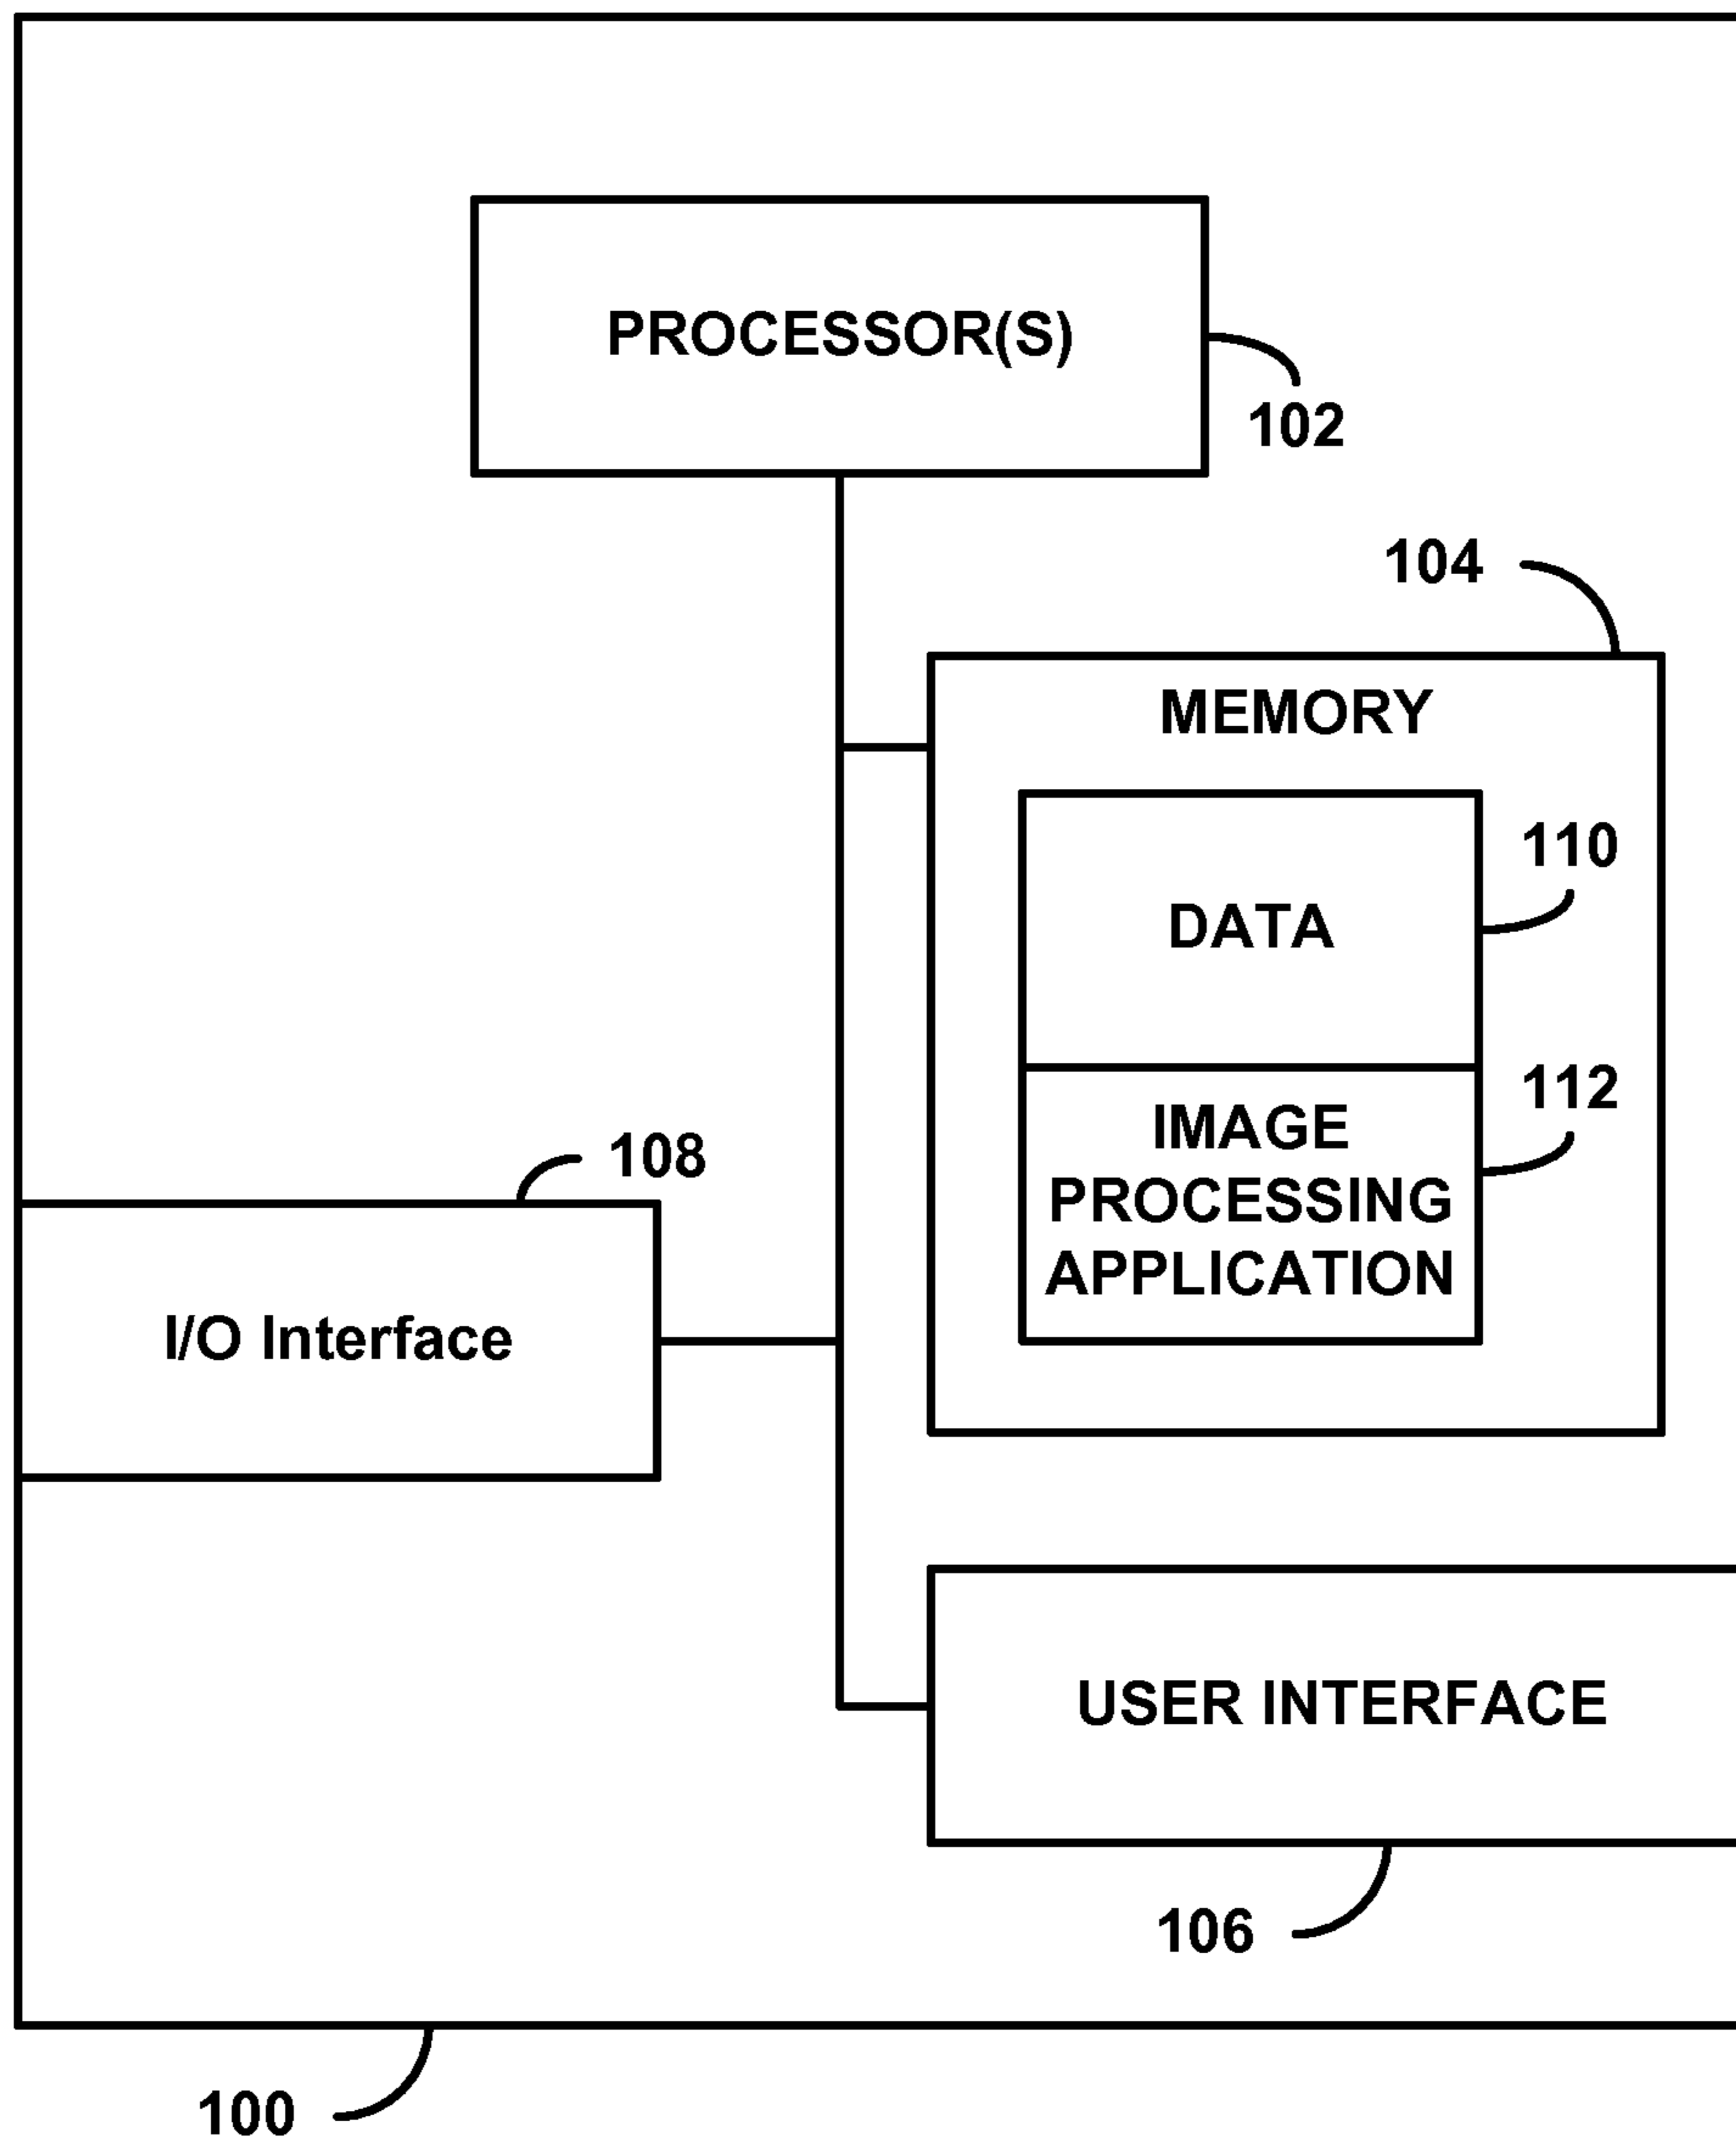 PROCESSOR(S)
102
104
MEMORY
110
DATA
112
IMAGE
PROCESSING
APPLICATION
108
I/O Interface
USER INTERFACE
106
100